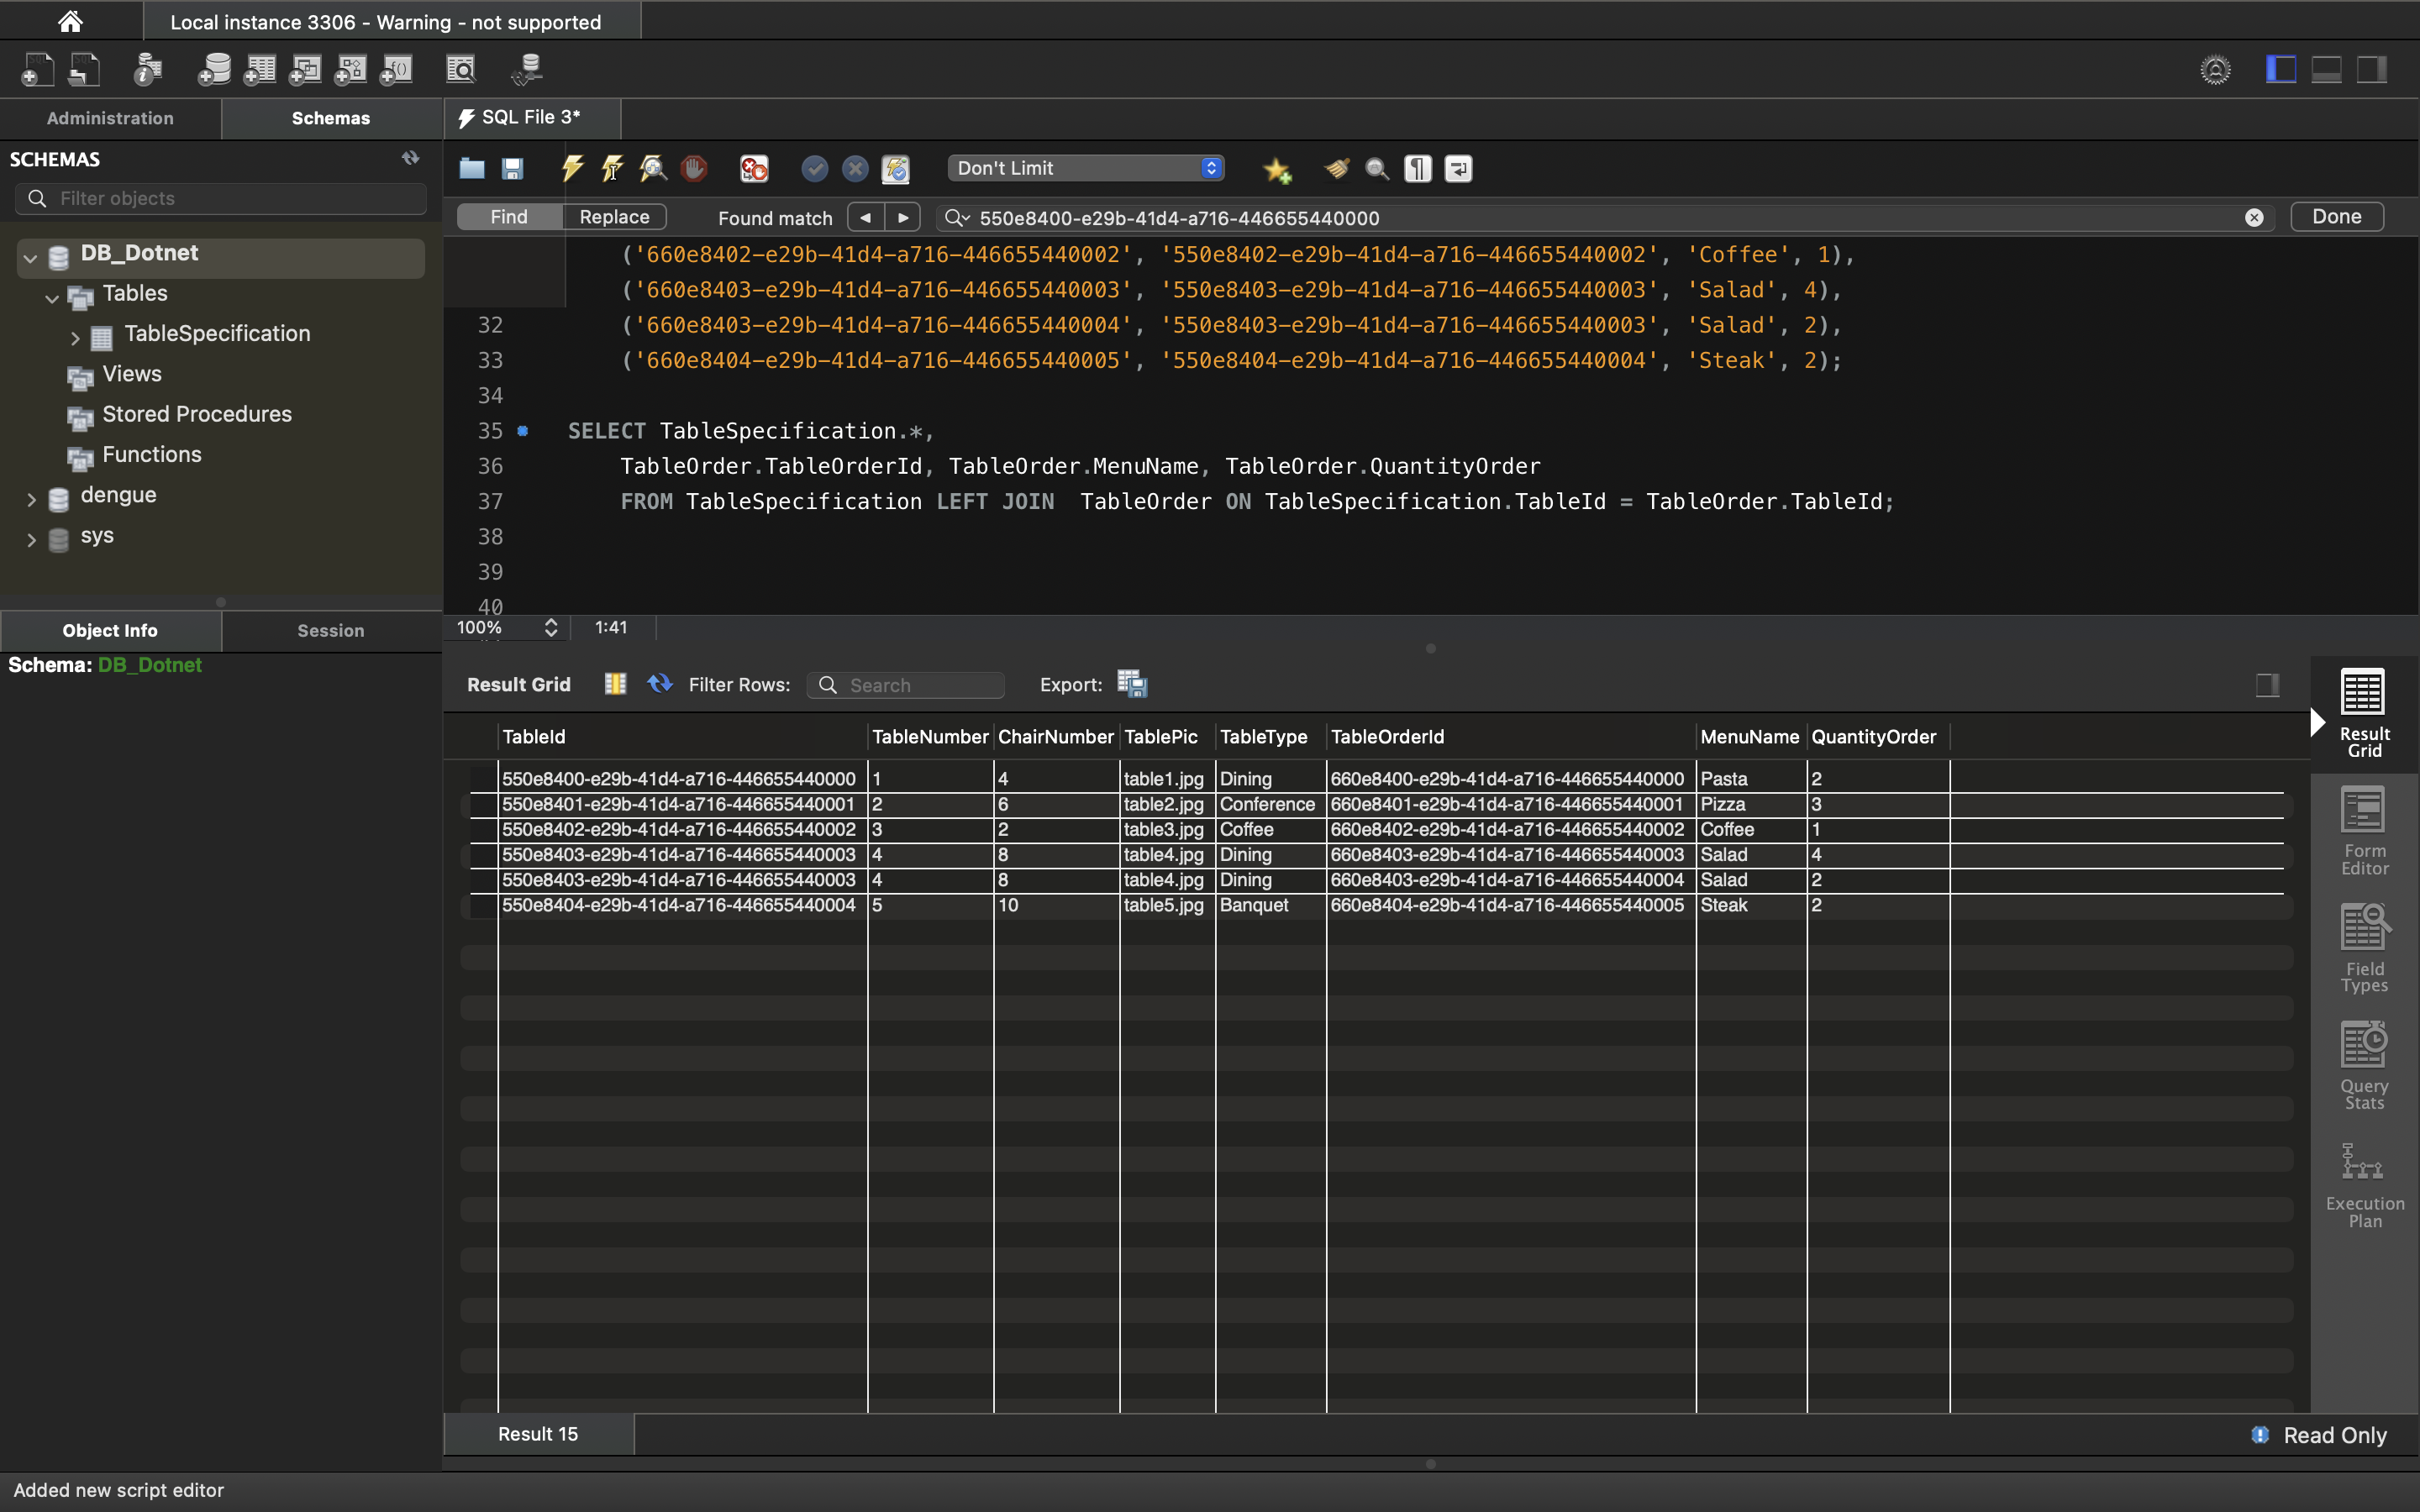 Local instance 3306 - Warning - not supported
Administration
Schemas
SQL File 3*
SCHEMAS
Filter objects
Don't Limit
Find
Replace
Found match
550e8400-e29b-41d4-a716-446655440000
Done
DB_Dotnet
Tables
TableSpecification
Views
Stored Procedures
Functions
dengue
sys
('660e8402-e29b-41d4-a716-446655440002', '550e8402-e29b-41d4-a716-446655440002', 'Coffee', 1),
('660e8403-e29b-41d4-a716-446655440003', '550e8403-e29b-41d4-a716-446655440003', 'Salad', 4),
32 ('660e8403-e29b-41d4-a716-446655440004', '550e8403-e29b-41d4-a716-446655440003', 'Salad', 2),
33 ('660e8404-e29b-41d4-a716-446655440005', '550e8404-e29b-41d4-a716-446655440004', 'Steak', 2);
34
35 SELECT TableSpecification.*,
36 TableOrder.TableOrderId, TableOrder.MenuName, TableOrder.QuantityOrder
37 FROM TableSpecification LEFT JOIN  TableOrder ON TableSpecification.TableId = TableOrder.TableId;
38
39
40
100% 1:41
Object Info
Session
Schema: DB_Dotnet
Result Grid
Filter Rows:
Search
Export:
TableId TableNumber ChairNumber TablePic TableType TableOrderId MenuName QuantityOrder
550e8400-e29b-41d4-a716-446655440000 1 4 table1.jpg Dining 660e8400-e29b-41d4-a716-446655440000 Pasta 2
550e8401-e29b-41d4-a716-446655440001 2 6 table2.jpg Conference 660e8401-e29b-41d4-a716-446655440001 Pizza 3
550e8402-e29b-41d4-a716-446655440002 3 2 table3.jpg Coffee 660e8402-e29b-41d4-a716-446655440002 Coffee 1
550e8403-e29b-41d4-a716-446655440003 4 8 table4.jpg Dining 660e8403-e29b-41d4-a716-446655440003 Salad 4
550e8403-e29b-41d4-a716-446655440003 4 8 table4.jpg Dining 660e8403-e29b-41d4-a716-446655440004 Salad 2
550e8404-e29b-41d4-a716-446655440004 5 10 table5.jpg Banquet 660e8404-e29b-41d4-a716-446655440005 Steak 2
Result
Grid
Form
Editor
Field
Types
Query
Stats
Execution
Plan
Result 15
Read Only
Added new script editor